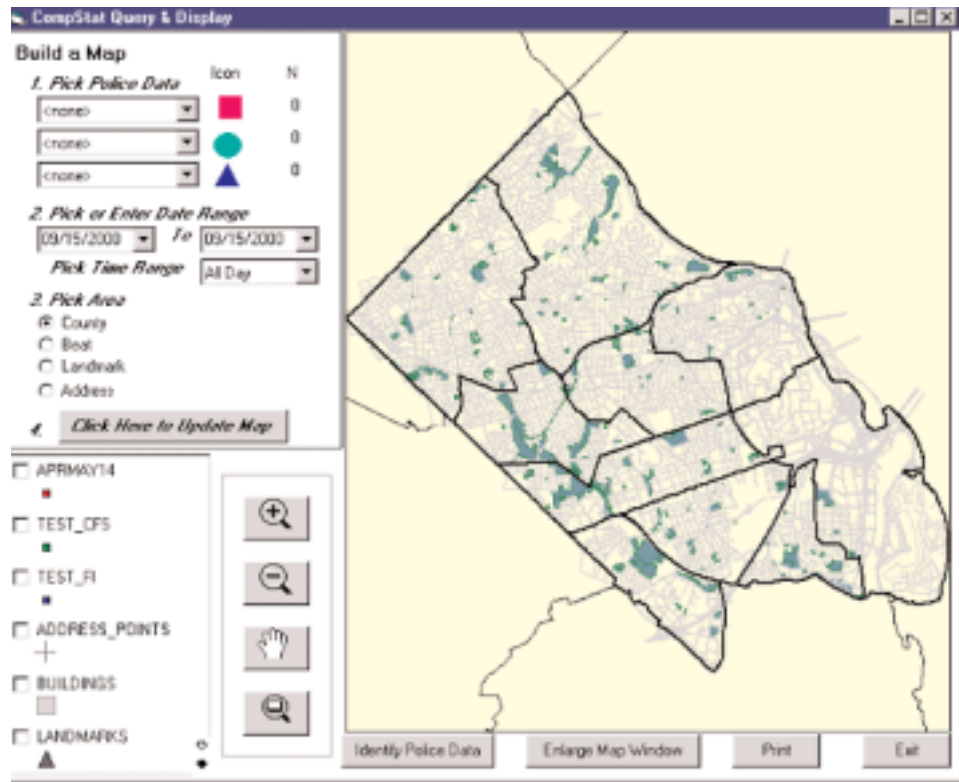 CompStat Query & Display
Build a Map
Icon N
1. Pick Police Data
<none> 0
<none> 0
<none> 0
2. Pick or Enter Date Range
09/15/2000 To 09/15/2000
Pick Time Range All Day
3. Pick Area
County
Beat
Landmark
Address
4. Click Here to Update Map
APRMAY14
TEST_CFS
TEST_FI
ADDRESS_POINTS
BUILDINGS
LANDMARKS
Identify Police Data Enlarge Map Window Print Exit